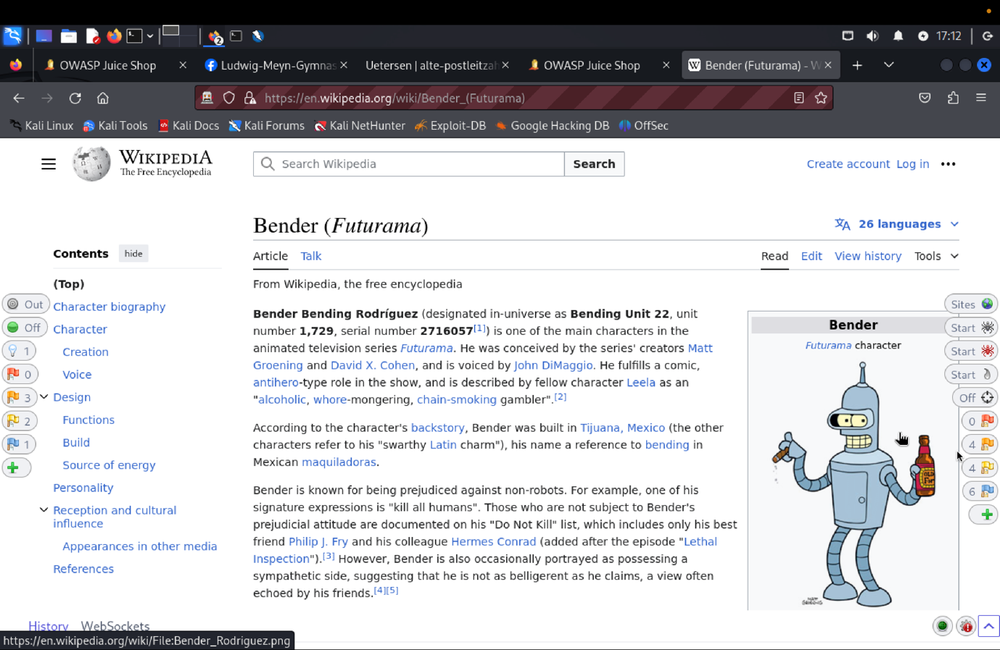 2
17:12
OWASP Juice Shop
Ludwig-Meyn-Gymnas
Uetersen | alte-postleitzah
OWASP Juice Shop
Bender (Futurama) - W
https://en.wikipedia.org/wiki/Bender_(Futurama)
Kali Linux
Kali Tools
Kali Docs
Kali Forums
Kali NetHunter
Exploit-DB
Google Hacking DB
OffSec
WIKIPEDIA
The Free Encyclopedia
Search Wikipedia
Search
Create account
Log in
Bender (Futurama)
26 languages
Contents
hide
Article
Talk
Read
Edit
View history
Tools
(Top)
Character biography
Character
Creation
Voice
Design
Functions
Build
Source of energy
Personality
Reception and cultural
influence
Appearances in other media
References
Out
Off
1
0
3
2
1
From Wikipedia, the free encyclopedia
Bender Bending Rodríguez (designated in-universe as Bending Unit 22, unit
number 1,729, serial number 2716057[1]) is one of the main characters in the
animated television series Futurama. He was conceived by the series' creators Matt
Groening and David X. Cohen, and is voiced by John DiMaggio. He fulfills a comic,
antihero-type role in the show, and is described by fellow character Leela as an
"alcoholic, whore-mongering, chain-smoking gambler".[2]
According to the character's backstory, Bender was built in Tijuana, Mexico (the other
characters refer to his "swarthy Latin charm"), his name a reference to bending in
Mexican maquiladoras.
Bender is known for being prejudiced against non-robots. For example, one of his
signature expressions is "kill all humans". Those who are not subject to Bender's
prejudicial attitude are documented on his "Do Not Kill" list, which includes only his best
friend Philip J. Fry and his colleague Hermes Conrad (added after the episode "Lethal
Inspection").[3] However, Bender is also occasionally portrayed as possessing a
sympathetic side, suggesting that he is not as belligerent as he claims, a view often
echoed by his friends.[4][5]
Bender
Futurama character
OLD
Sites
Start
Start
Start
Off
0
4
4
6
History
WebSockets
https://en.wikipedia.org/wiki/File:Bender_Rodriguez.png